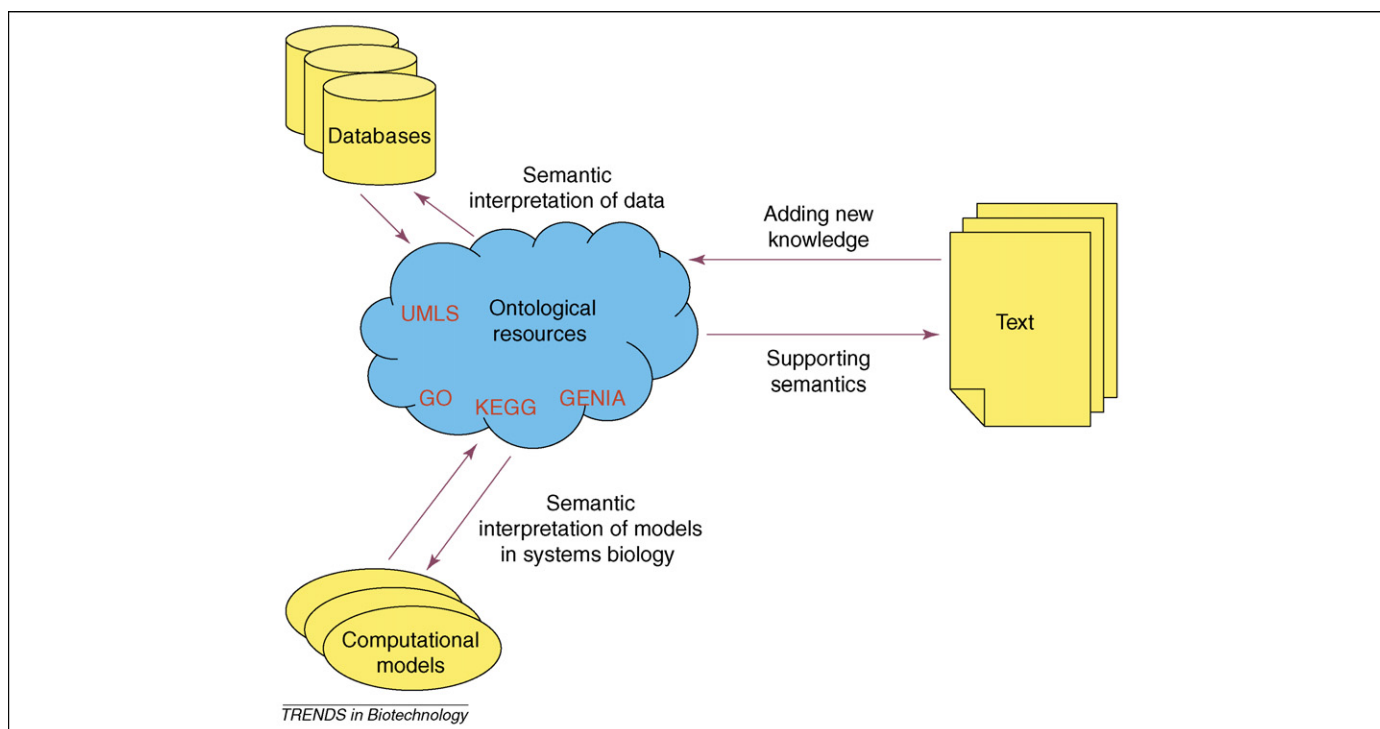 Databases
Semantic
interpretation of data
Adding new
knowledge
UMLS
Ontological
resources
Text
Supporting
semantics
GO
KEGG
GENIA
Semantic
interpretation of models
in systems biology
Computational
models
TRENDS in Biotechnology